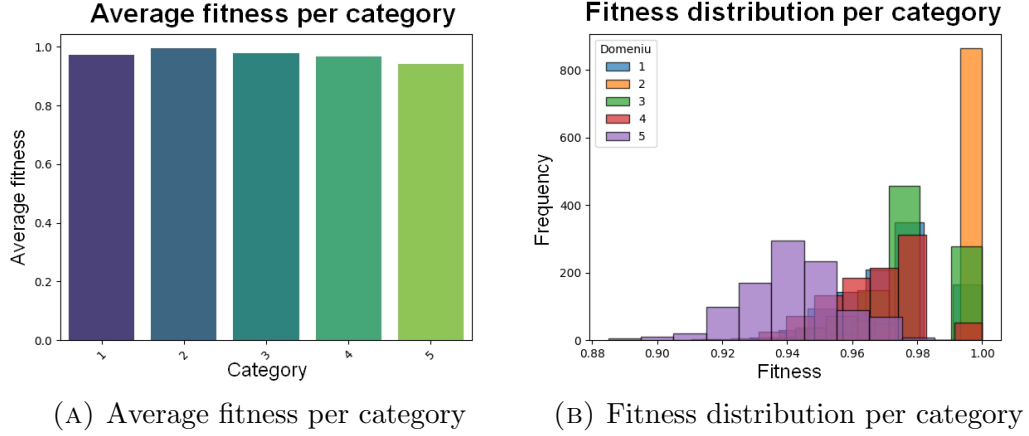 Average fitness per category
1.0
0.8
0.6
0.4
0.2
0.0
Average fitness
1 2 3 4 5
Category
(A) Average fitness per category
Fitness distribution per category
Domeniu
1
2
3
4
5
800
600
400
200
0
Frequency
0.88 0.90 0.92 0.94 0.96 0.98 1.00
Fitness
(B) Fitness distribution per category